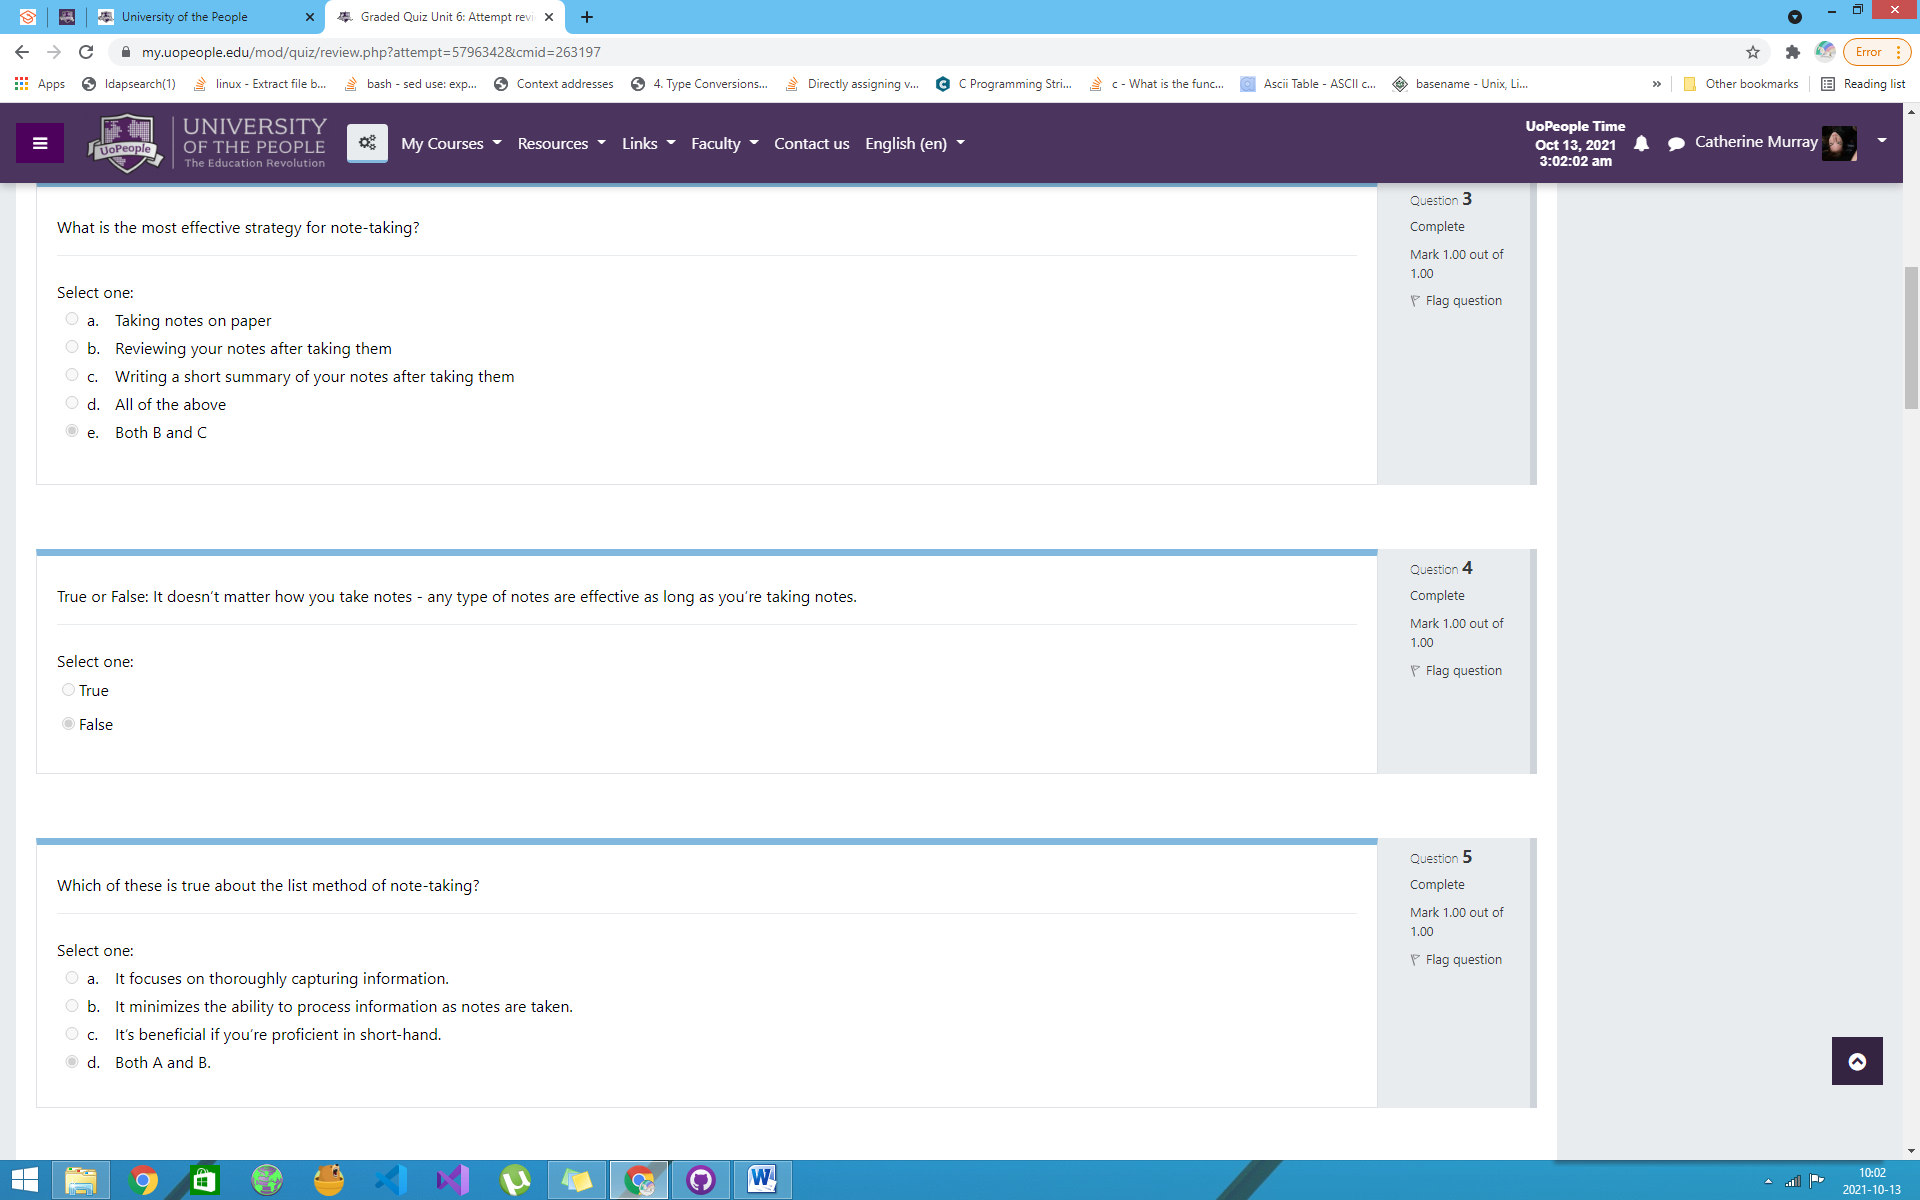 University of the People
Graded Quiz Unit 6: Attempt revi
my.uopeople.edu/mod/quiz/review.php?attempt=5796342&cmid=263197
Error
Apps
ldapsearch(1)
linux - Extract file b...
bash - sed use: exp...
Context addresses
4. Type Conversions...
Directly assigning v...
C Programming Stri...
c - What is the func...
Ascii Table - ASCII c...
basename - Unix, Li...
»
Other bookmarks
Reading list
UoPeople
UNIVERSITY
OF THE PEOPLE
The Education Revolution
My Courses
Resources
Links
Faculty
Contact us
English (en)
UoPeople Time
Oct 13, 2021
3:02:02 am
Catherine Murray
Question 3
Complete
Mark 1.00 out of
1.00
Flag question
What is the most effective strategy for note-taking?
Select one:
a. Taking notes on paper
b. Reviewing your notes after taking them
c. Writing a short summary of your notes after taking them
d. All of the above
e. Both B and C
Question 4
Complete
Mark 1.00 out of
1.00
Flag question
True or False: It doesn't matter how you take notes - any type of notes are effective as long as you're taking notes.
Select one:
True
False
Question 5
Complete
Mark 1.00 out of
1.00
Flag question
Which of these is true about the list method of note-taking?
Select one:
a. It focuses on thoroughly capturing information.
b. It minimizes the ability to process information as notes are taken.
c. It's beneficial if you're proficient in short-hand.
d. Both A and B.
10:02
2021-10-13